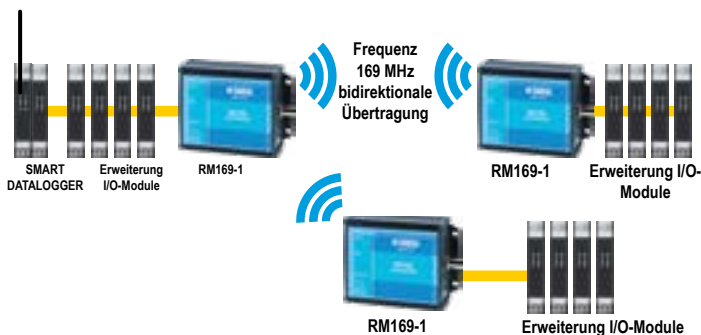 Frequenz
169 MHz
bidirektionale
Übertragung
SMART
DATALOGGER
Erweiterung
I/O-Module
RM169-1
RM169-1
Erweiterung I/O-
Module
RM169-1
Erweiterung I/O-Module